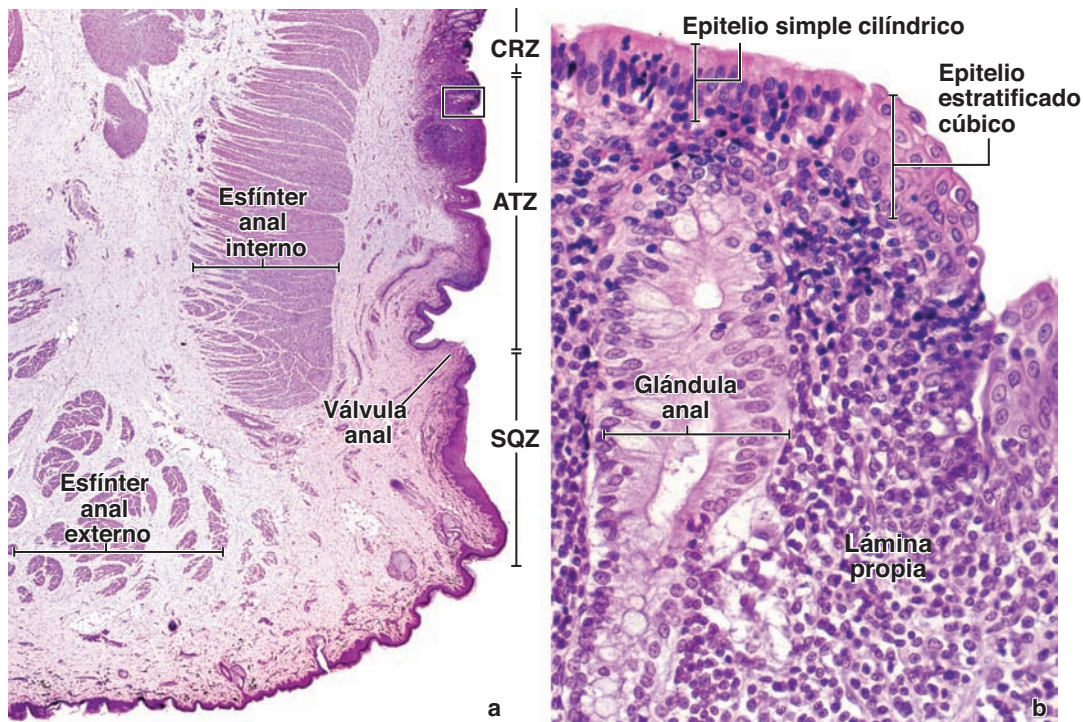 CRZ
ATZ
SQZ
Esfínter
anal
interno
Válvula
anal
Esfínter
anal
externo
a
Epitelio simple cilíndrico
Epitelio
estratificado
cúbico
Glándula
anal
Lámina
propia
b